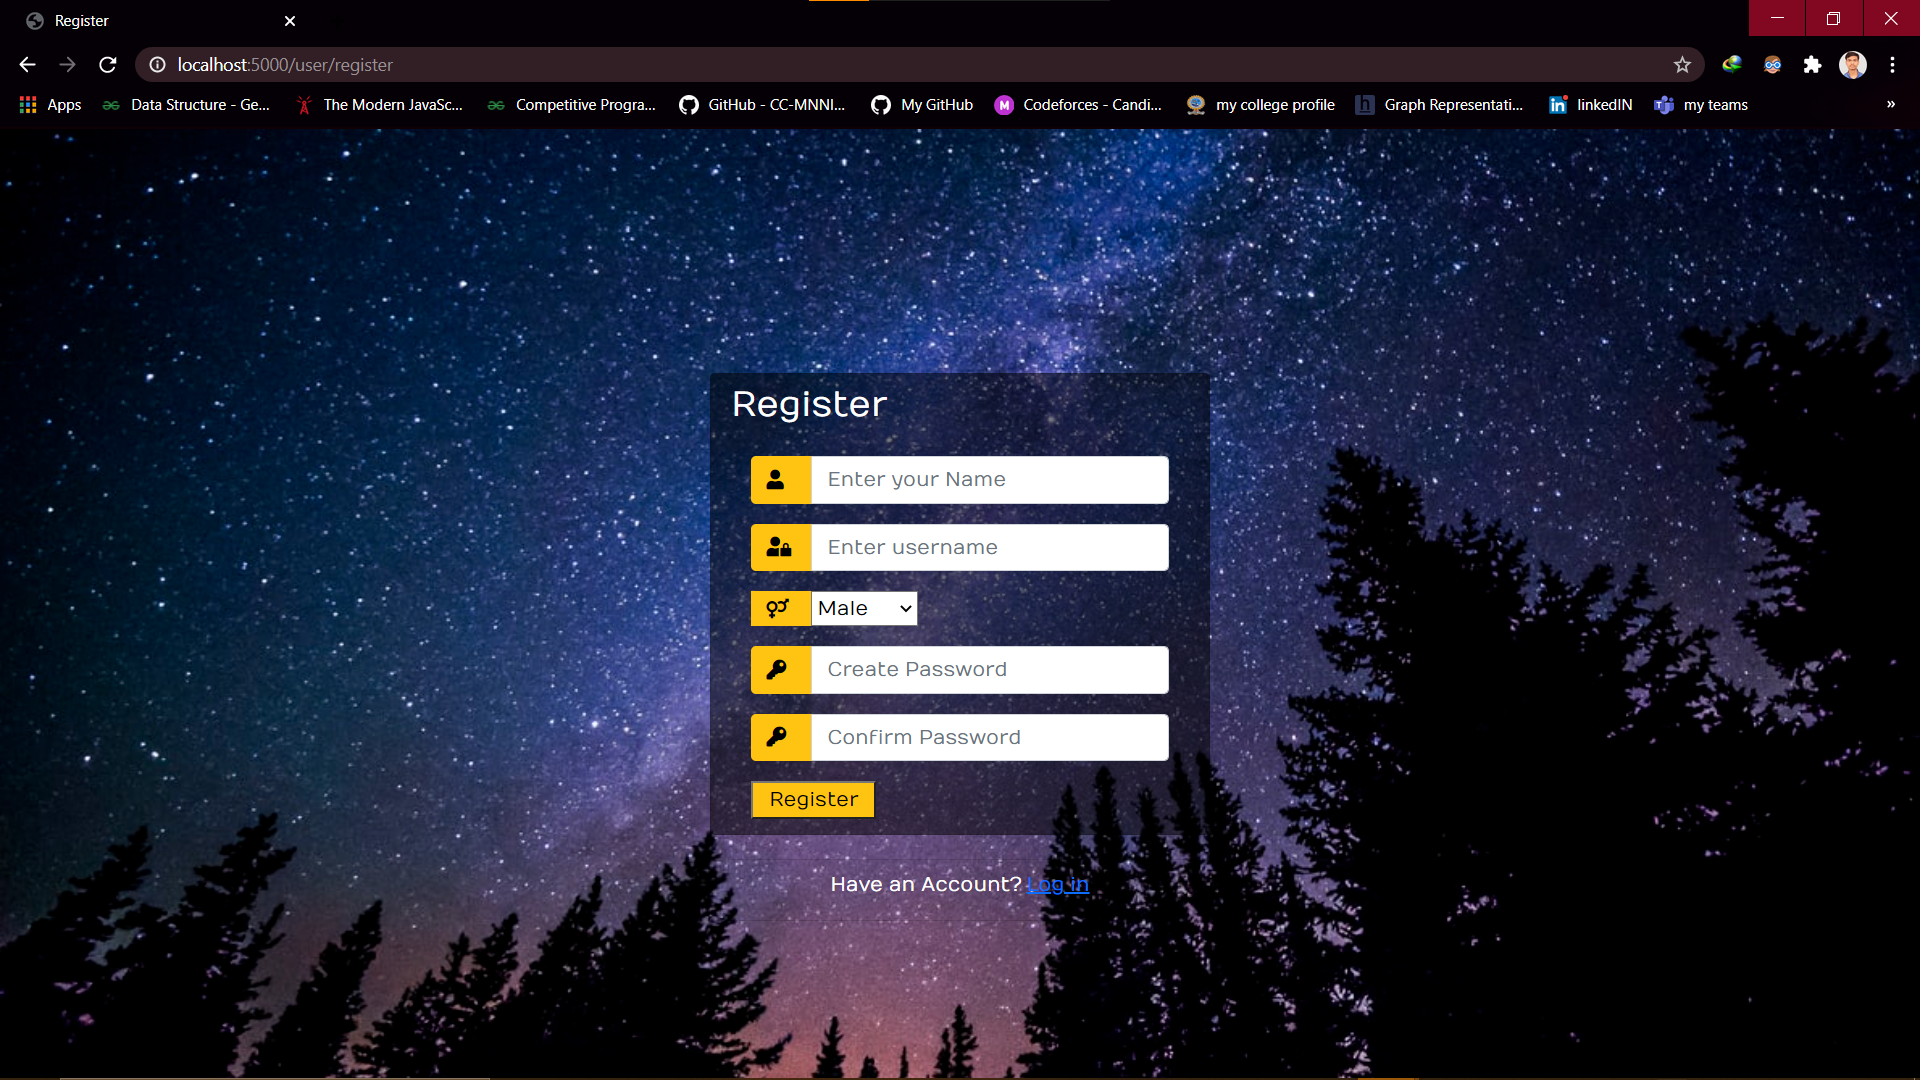 Register
localhost:5000/user/register
Apps Data Structure - Ge... The Modern JavaSc... Competitive Progra... GitHub - CC-MNNI... My GitHub M Codeforces - Candi... my college profile h Graph Representati... in linkedIN T my teams »
Register
Enter your Name
Enter username
Male
Create Password
Confirm Password
Register
Have an Account? Log in